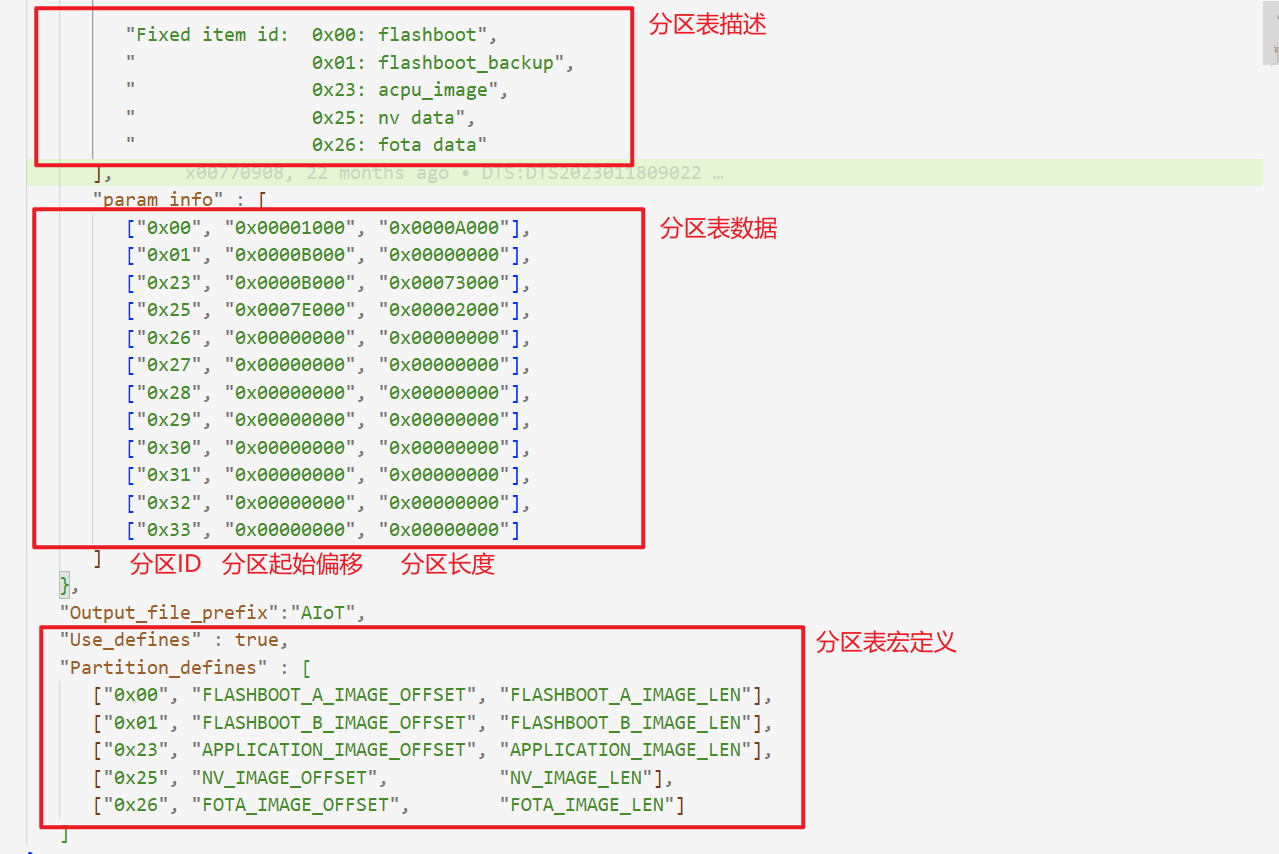 "Fixed item id:  0x00: flashboot",  分区表描述
"                0x01: flashboot_backup",
"                0x23: acpu_image",
"                0x25: nv data",
"                0x26: fota data"
],      x00770908, 22 months ago • DTS:DTS2023011809022 …
"param_info" : [
["0x00", "0x00001000", "0x0000A000"],  分区表数据
["0x01", "0x0000B000", "0x00000000"],
["0x23", "0x0000B000", "0x00073000"],
["0x25", "0x0007E000", "0x00002000"],
["0x26", "0x00000000", "0x00000000"],
["0x27", "0x00000000", "0x00000000"],
["0x28", "0x00000000", "0x00000000"],
["0x29", "0x00000000", "0x00000000"],
["0x30", "0x00000000", "0x00000000"],
["0x31", "0x00000000", "0x00000000"],
["0x32", "0x00000000", "0x00000000"],
["0x33", "0x00000000", "0x00000000"]
]  分区ID  分区起始偏移  分区长度
},
"Output_file_prefix":"AIoT",
"Use_defines" : true,  分区表宏定义
"Partition_defines" : [
["0x00", "FLASHBOOT_A_IMAGE_OFFSET", "FLASHBOOT_A_IMAGE_LEN"],
["0x01", "FLASHBOOT_B_IMAGE_OFFSET", "FLASHBOOT_B_IMAGE_LEN"],
["0x23", "APPLICATION_IMAGE_OFFSET", "APPLICATION_IMAGE_LEN"],
["0x25", "NV_IMAGE_OFFSET",          "NV_IMAGE_LEN"],
["0x26", "FOTA_IMAGE_OFFSET",        "FOTA_IMAGE_LEN"]
]